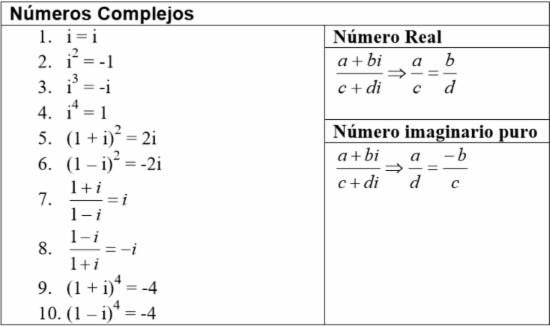 Números Complejos
1. i = i
2. i² = -1
3. i³ = -i
4. i⁴ = 1
5. (1 + i)² = 2i
6. (1 – i)² = -2i
7. (1+i)/(1−i) = i
8. (1−i)/(1+i) = −i
9. (1 + i)⁴ = -4
10. (1 – i)⁴ = -4
Número Real
(a + bi)/(c + di) ⇒ a/c = b/d
Número imaginario puro
(a + bi)/(c + di) ⇒ a/d = −b/c